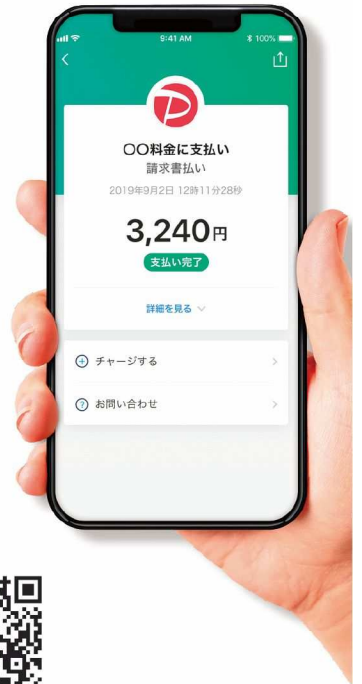 9:41 AM
100%
〇〇料金に支払い
請求書払い
2019年9月2日 12時11分28秒
3,240円
支払い完了
詳細を見る
チャージする
お問い合わせ